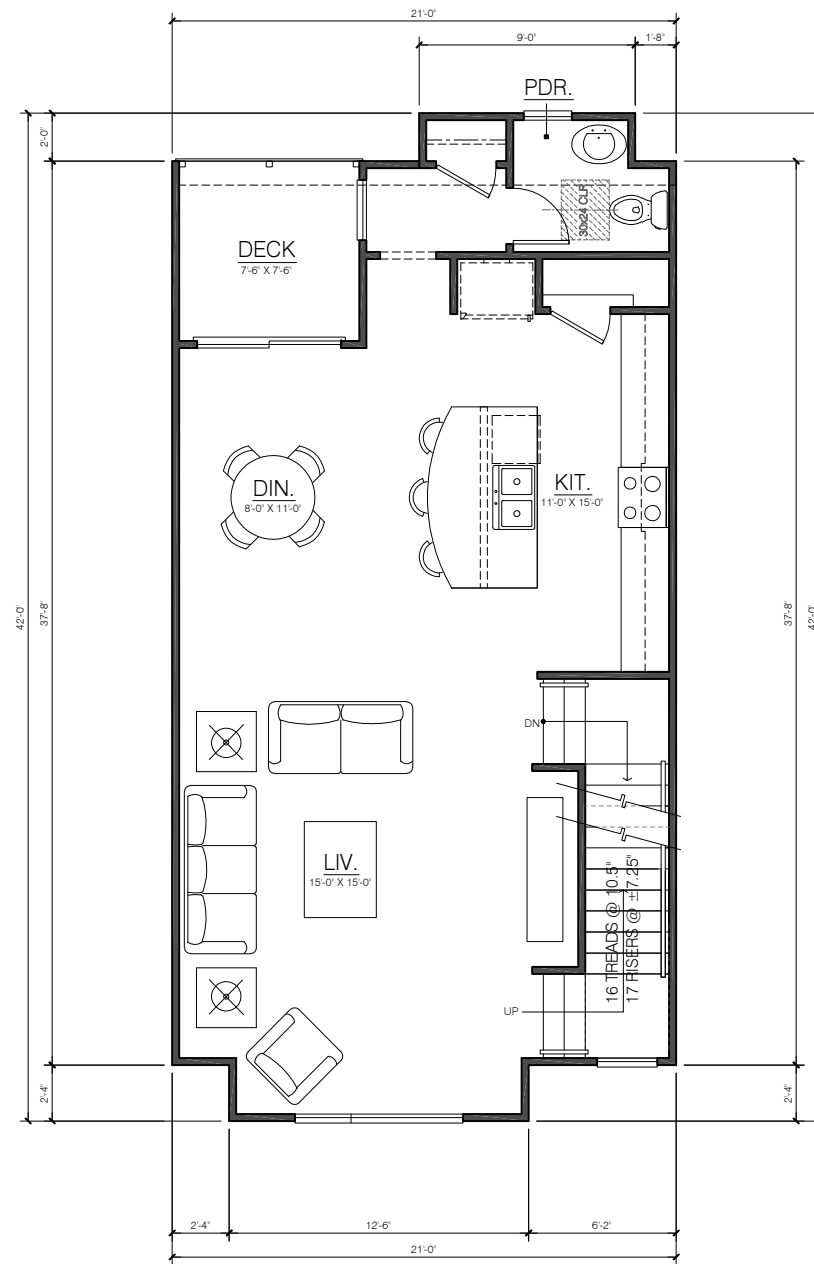 21'-0"
9'-0"
1'-8"
PDR.
2'-0"
30x24 CLR
DECK
7'-6" X 7'-6"
DIN.
8'-0" X 11'-0"
KIT.
11'-0" X 15'-0"
42'-0"
37'-8"
37'-8"
42'-0"
DN
LIV.
15'-0" X 15'-0"
16 TREADS @ 10.5"
17 RISERS @ ±7.25"
UP
2'-4"
2'-4"
2'-4"
12'-6"
6'-2"
21'-0"